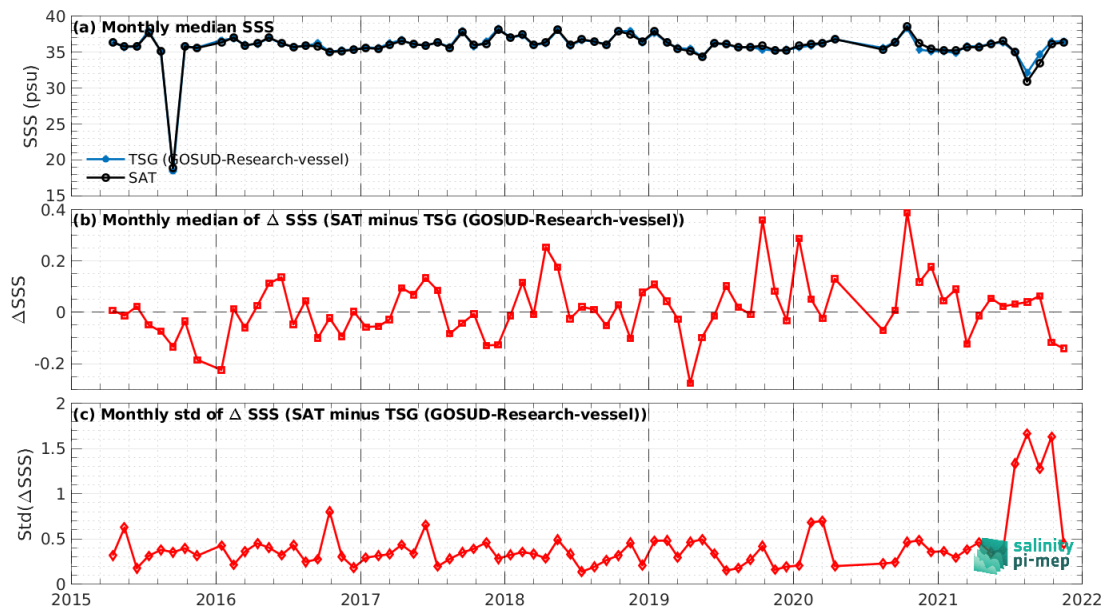 (a) Monthly median SSS
40
35
30
25
20
15
SSS (psu)
TSG (GOSUD-Research-vessel)
SAT
(b) Monthly median of Δ SSS (SAT minus TSG (GOSUD-Research-vessel))
0.4
0.2
0
-0.2
ΔSSS
(c) Monthly std of Δ SSS (SAT minus TSG (GOSUD-Research-vessel))
2
1.5
1
0.5
0
Std(ΔSSS)
salinity
pi-mep
2015 2016 2017 2018 2019 2020 2021 2022